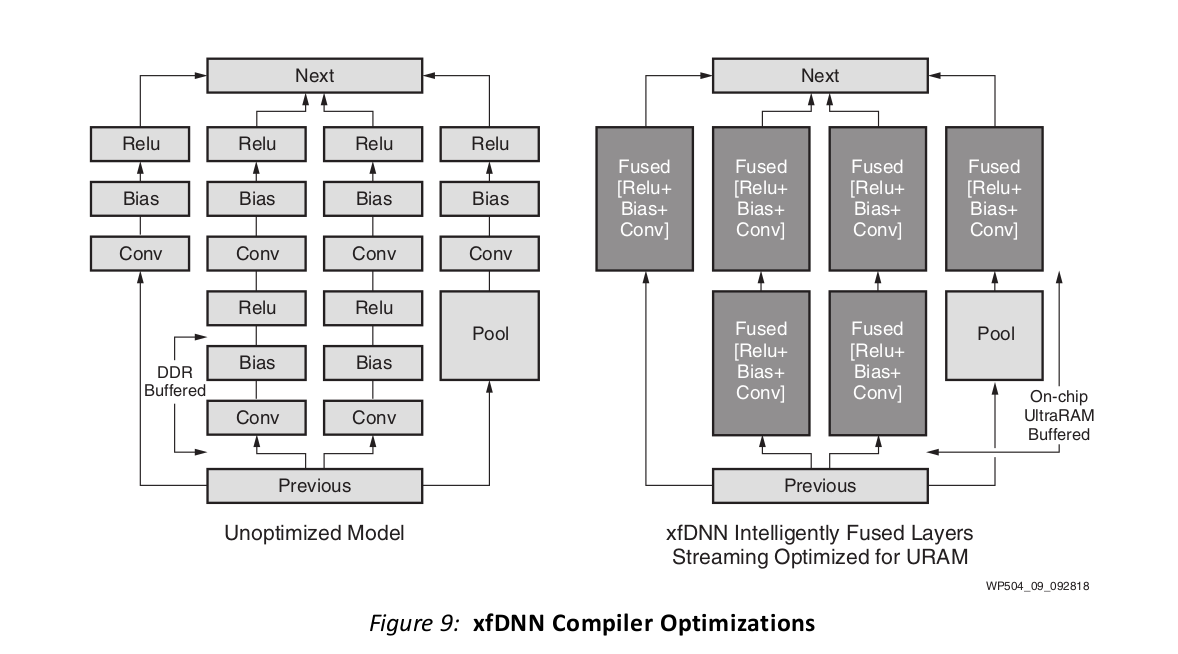 Next
Relu
Relu
Relu
Relu
Bias
Bias
Bias
Bias
Conv
Conv
Conv
Conv
Relu
Relu
Pool
Bias
Bias
DDR
Buffered
Conv
Conv
Previous
Unoptimized Model
Next
Fused
[Relu+
Bias+
Conv]
Fused
[Relu+
Bias+
Conv]
Fused
[Relu+
Bias+
Conv]
Fused
[Relu+
Bias+
Conv]
Fused
[Relu+
Bias+
Conv]
Fused
[Relu+
Bias+
Conv]
Pool
On-chip
UltraRAM
Buffered
Previous
xfDNN Intelligently Fused Layers
Streaming Optimized for URAM
WP504_09_092818
Figure 9: xfDNN Compiler Optimizations